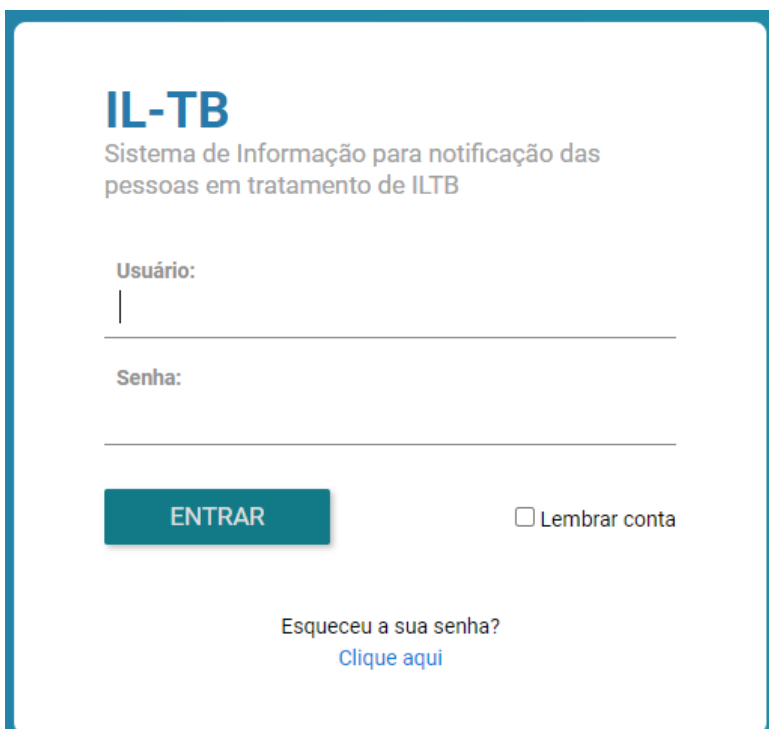 IL-TB
Sistema de Informação para notificação das
pessoas em tratamento de ILTB
Usuário:
Senha:
ENTRAR
Lembrar conta
Esqueceu a sua senha?
Clique aqui